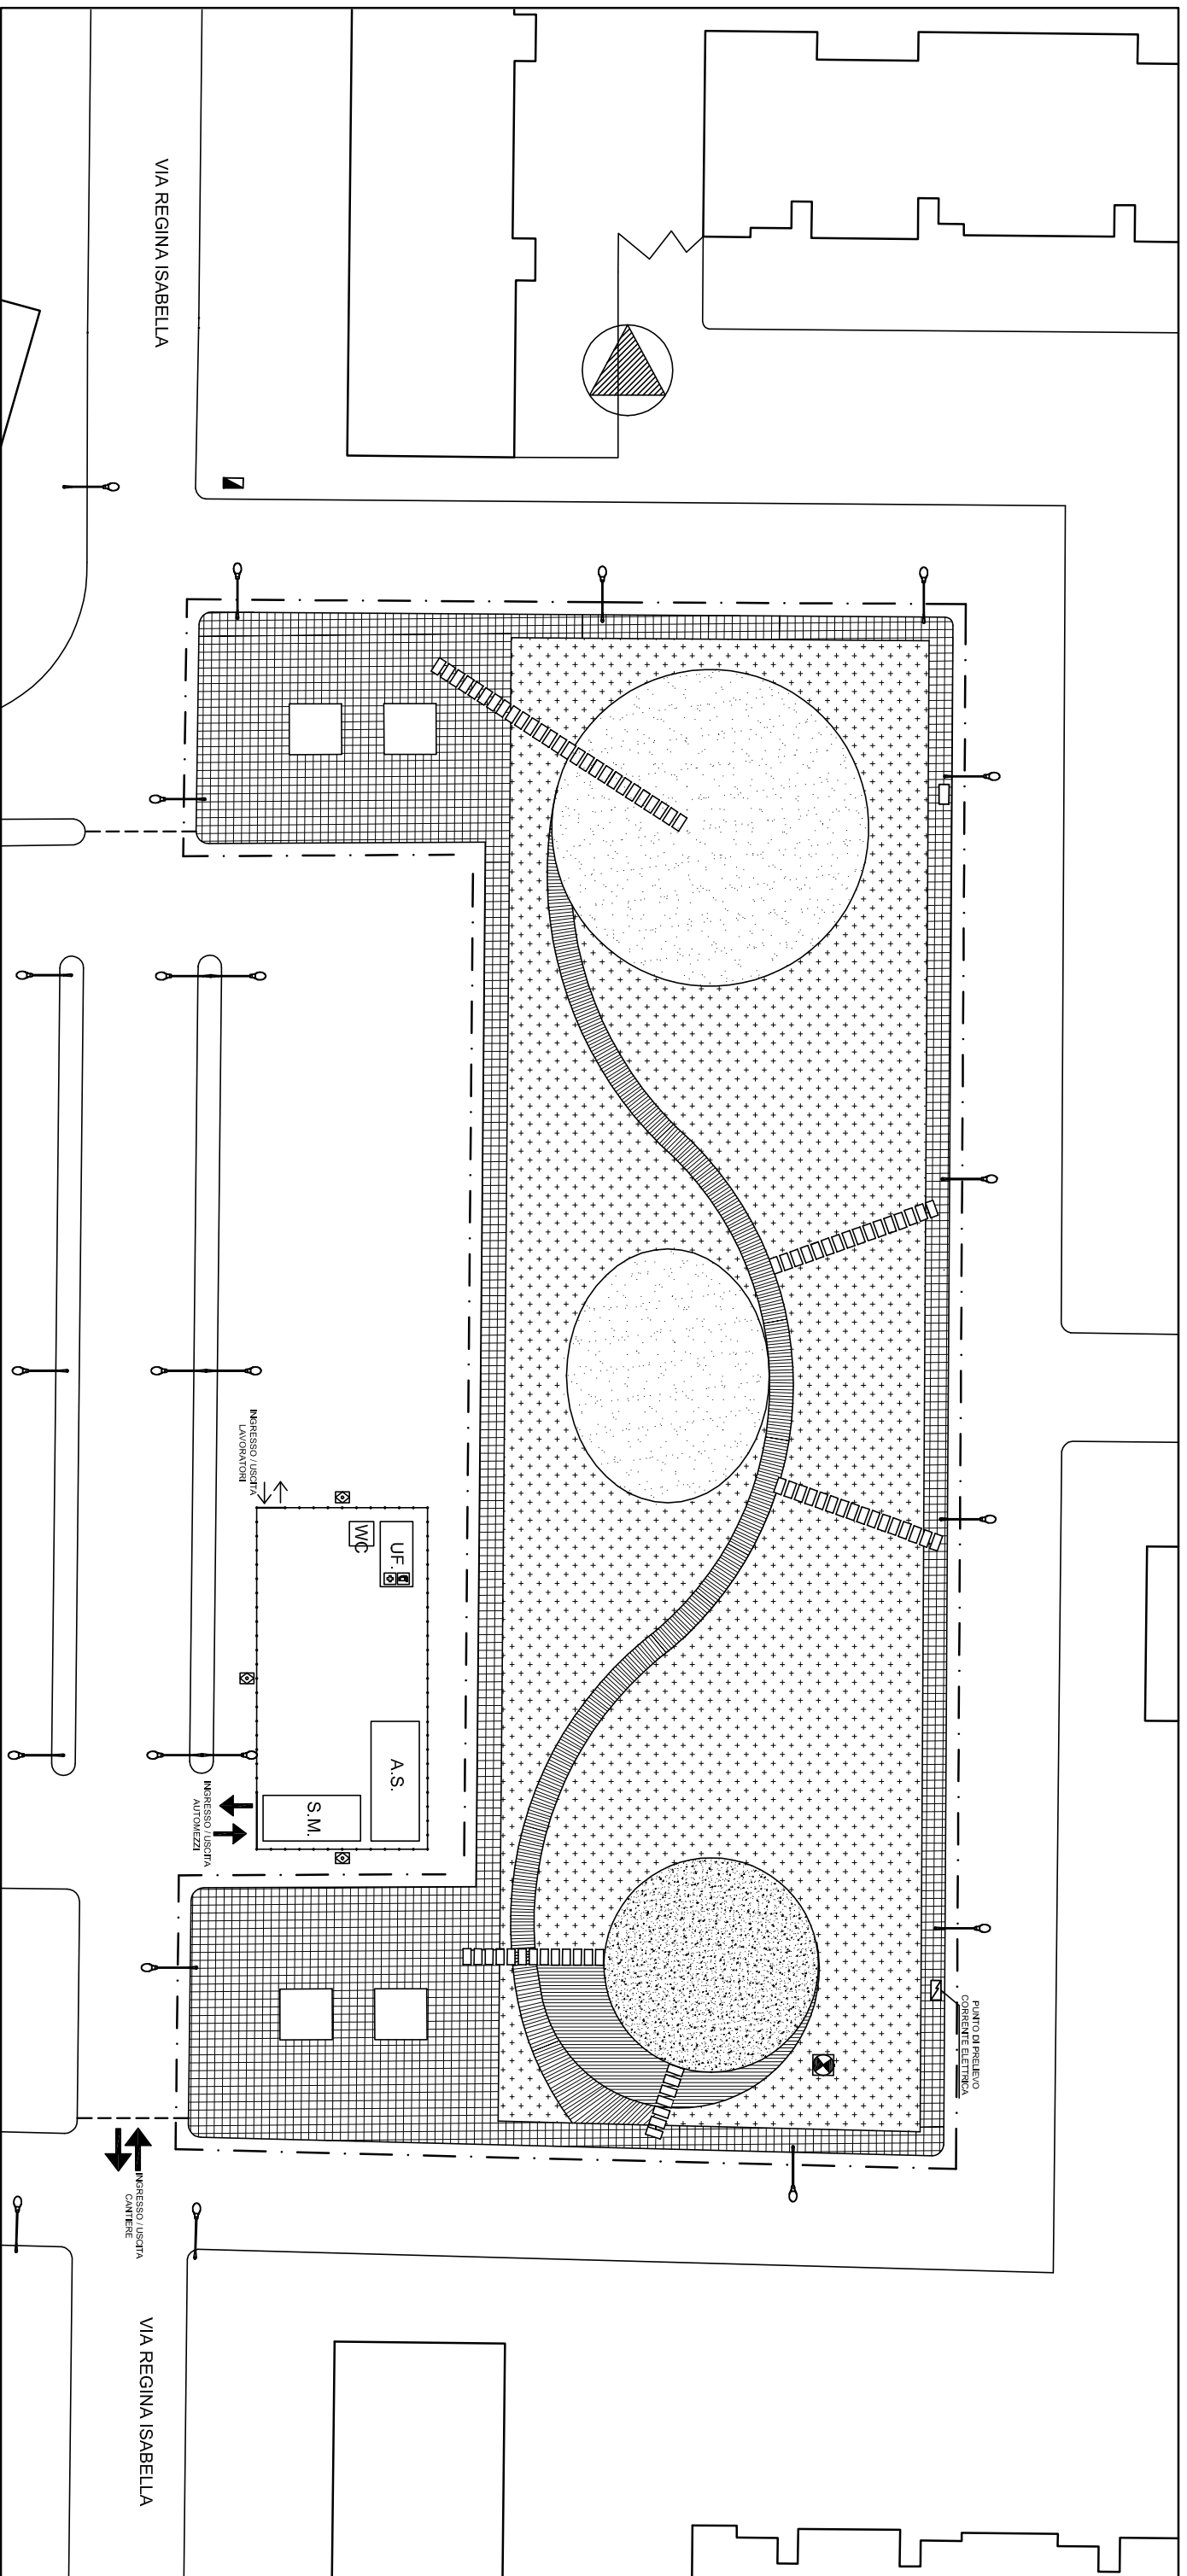 VIA REGINA ISABELLA
INGRESSO / USCITA
LAVORATORI
WC
UF.
A.S.
S.M.
INGRESSO / USCITA
AUTOMEZZI
PUNTO DI PRELIEVO
CORRENTE ELETTRICA
INGRESSO / USCITA
CANTIERE
VIA REGINA ISABELLA